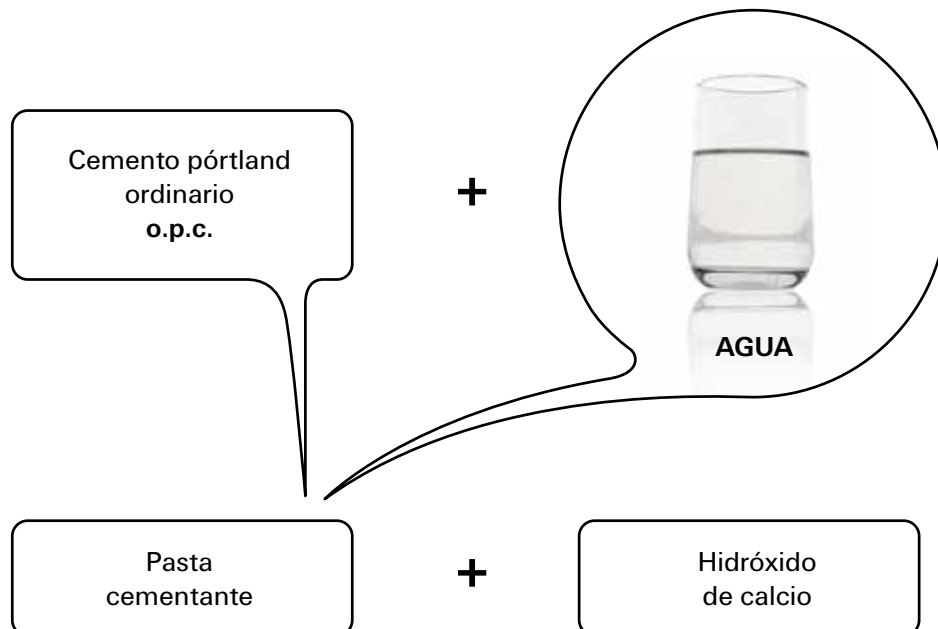 Cemento pórtland
ordinario
o.p.c.
+
AGUA
Pasta
cementante
+
Hidróxido
de calcio